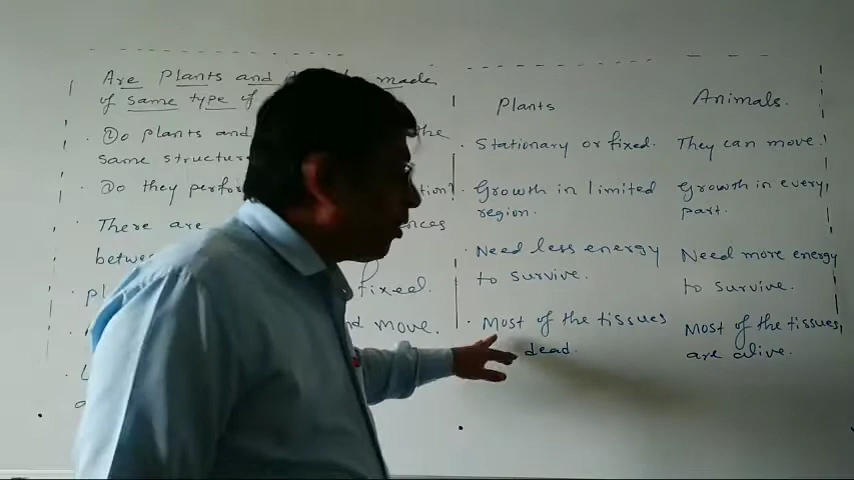 Are Plants and made
of same type of
Do plants and the
same structure
Do they perfor
There are nces
between
fixed.
nd move.
Plants
Stationary or fixed.
Growth in limited
region.
Need less energy
to survive.
Most of the tissues
dead.
Animals.
They can move.
Growth in every
part.
Need more energy
to survive.
Most of the tissues
are alive.